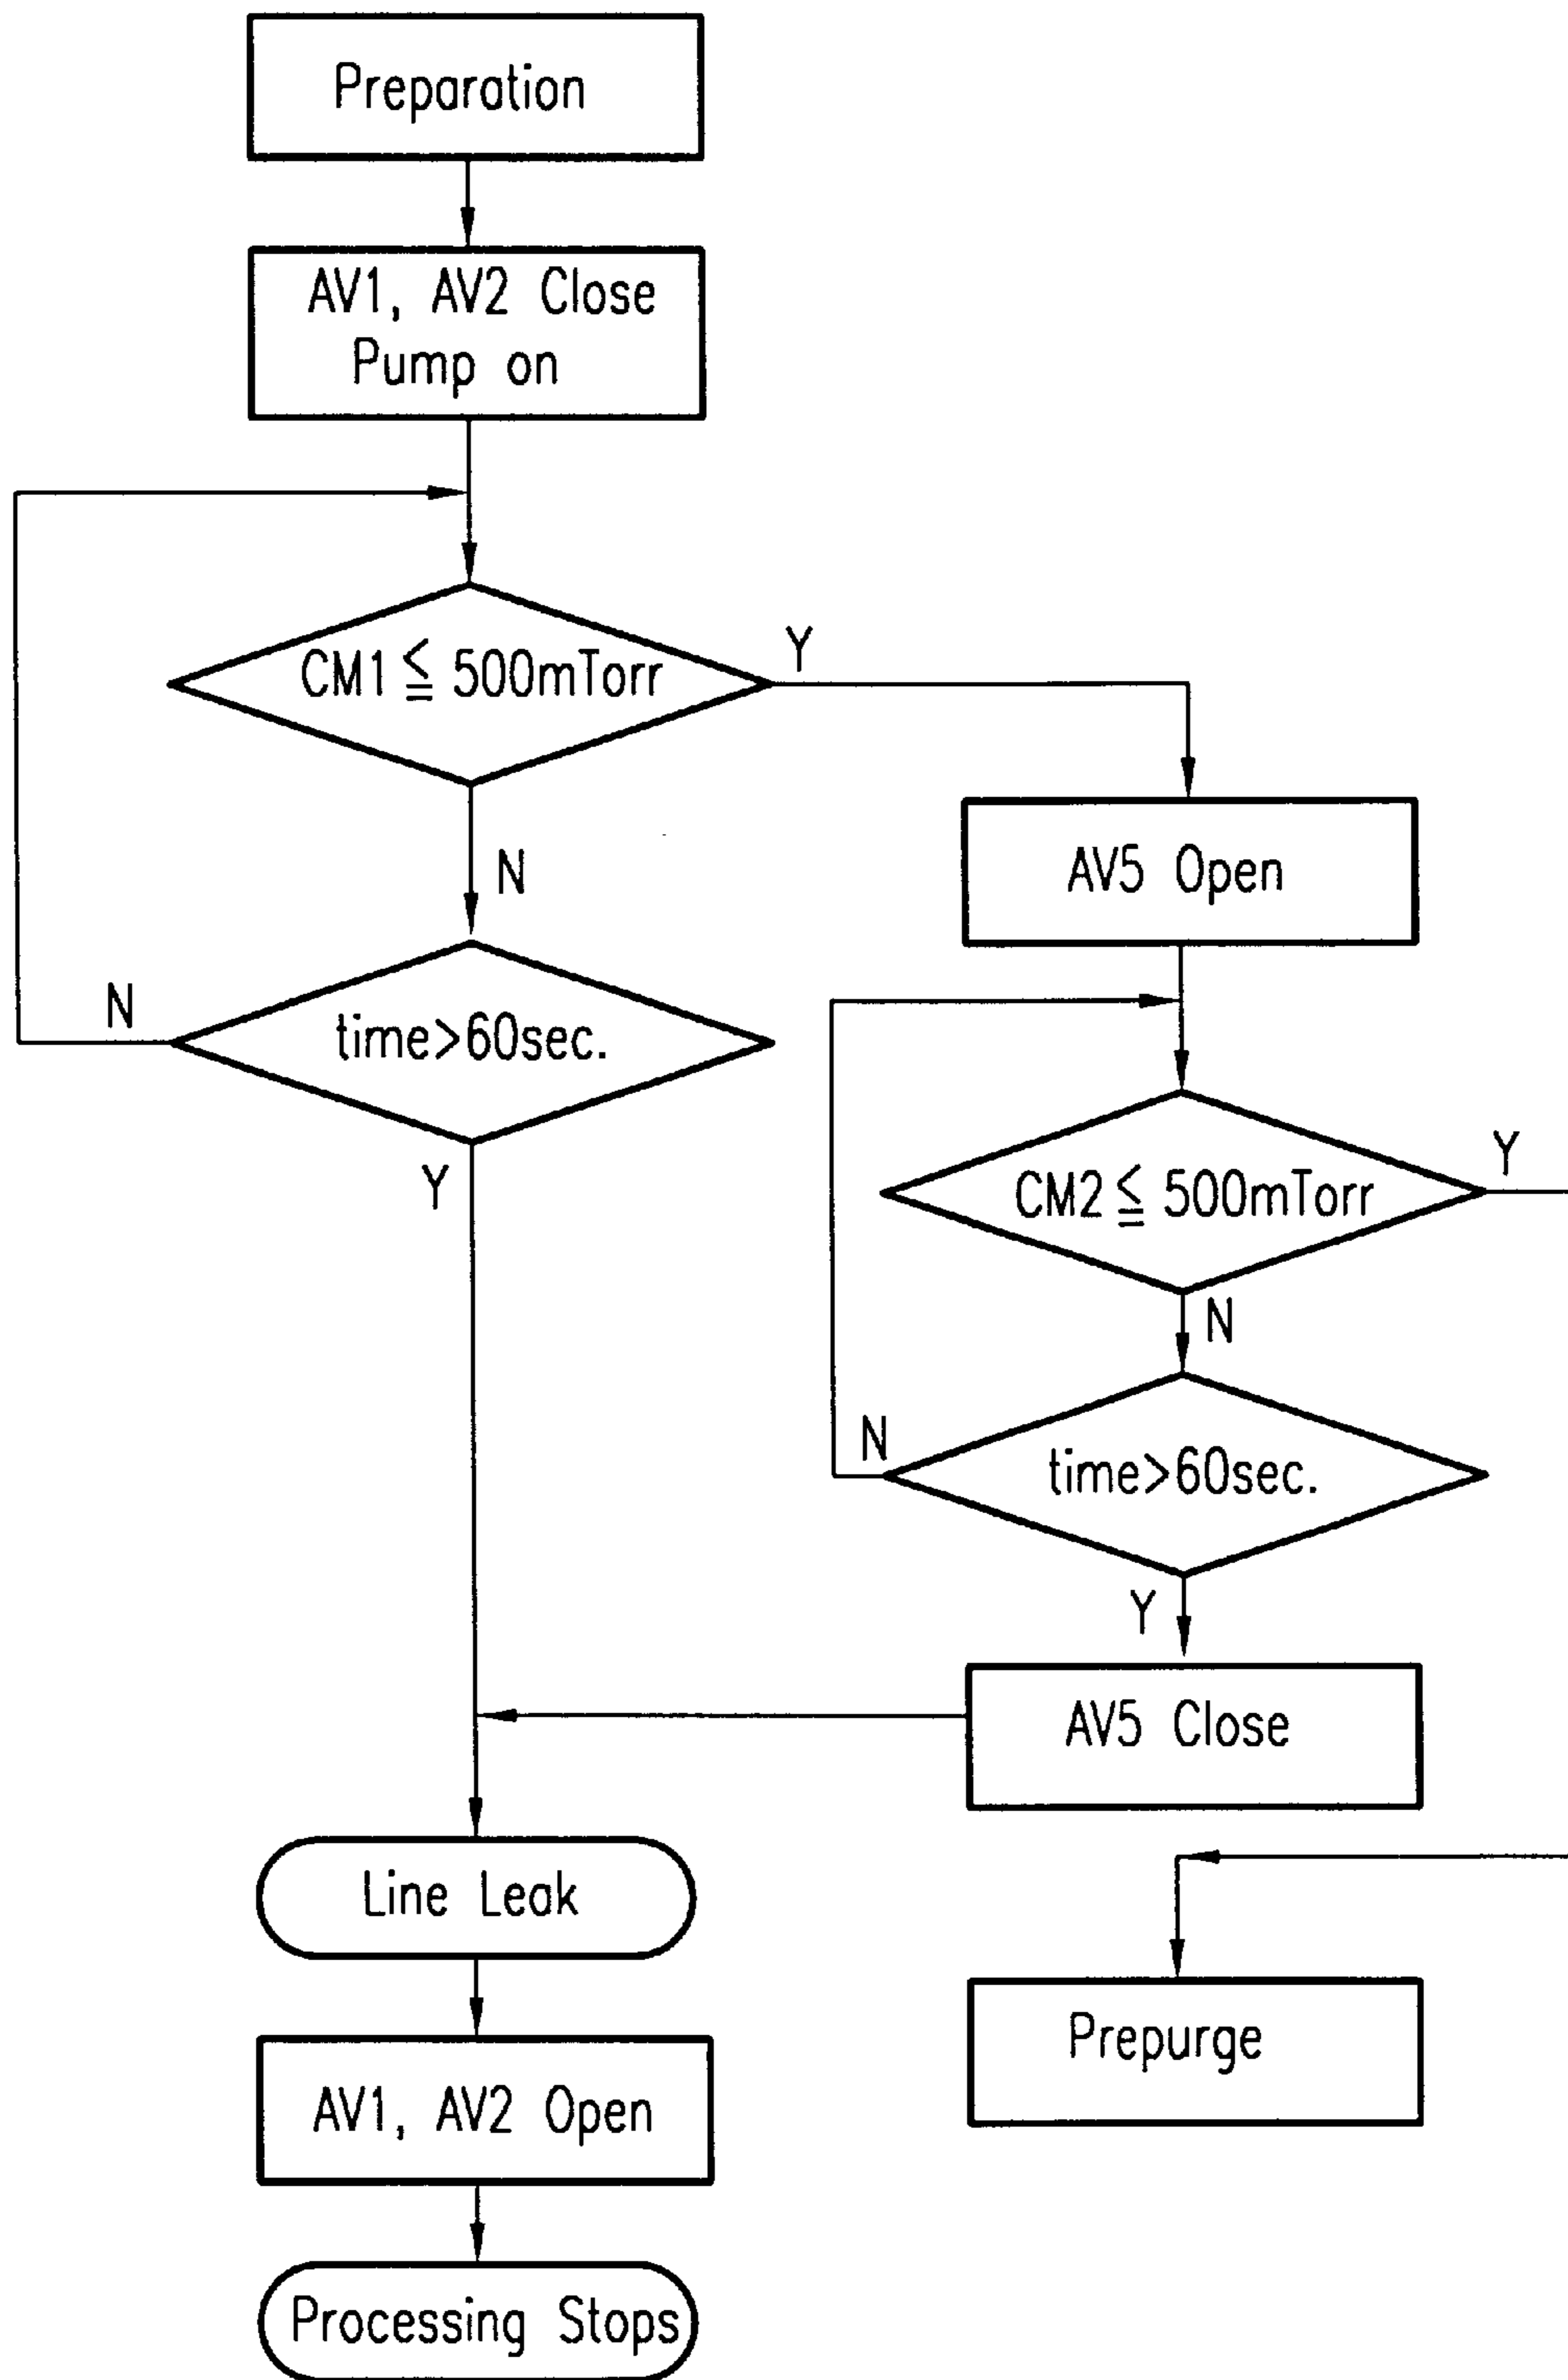 Preparation
AV1, AV2 Close
Pump on
CM1 ≦ 500mTorr
Y
AV5 Open
N
time>60sec.
N
Y
CM2 ≦ 500mTorr
Y
N
time>60sec.
N
Y
AV5 Close
Line Leak
Prepurge
AV1, AV2 Open
Processing Stops